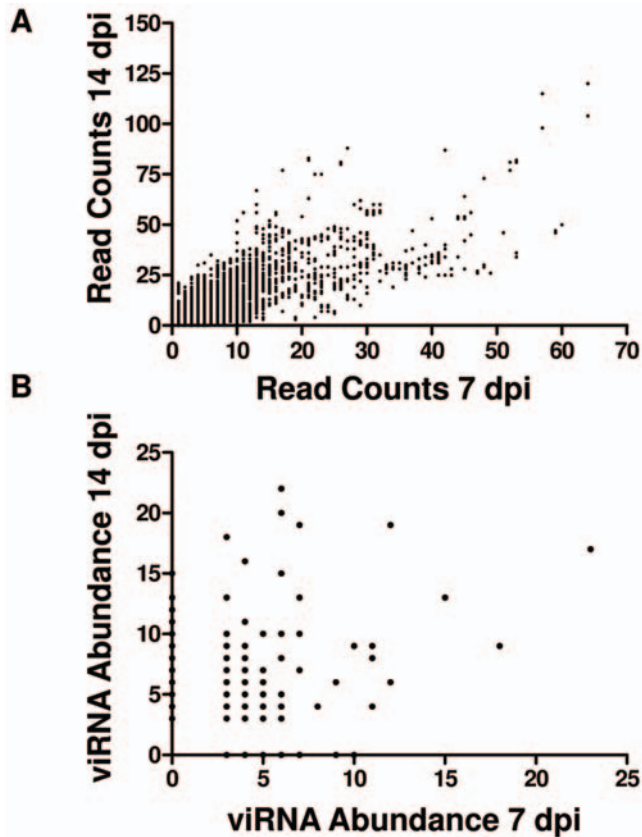 A
Read Counts 14 dpi
150
125
100
75
50
25
0
0 10 20 30 40 50 60 70
Read Counts 7 dpi
B
viRNA Abundance 14 dpi
25
20
15
10
5
0
0 5 10 15 20 25
viRNA Abundance 7 dpi